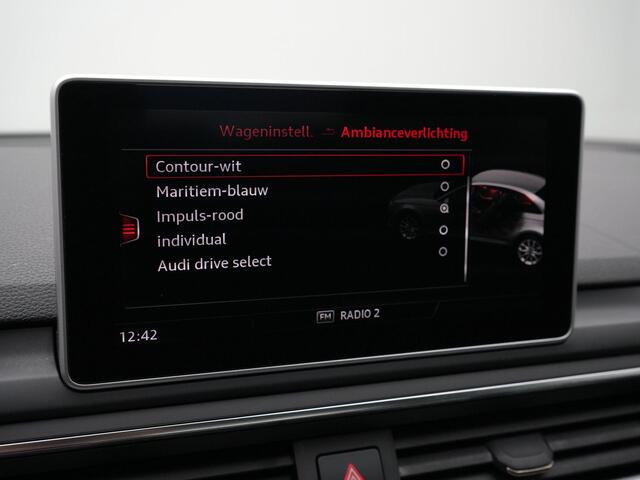 Wageninstell. Ambianceverlichting
Contour-wit
Maritiem-blauw
Impuls-rood
individual
Audi drive select
FM RADIO 2
12:42